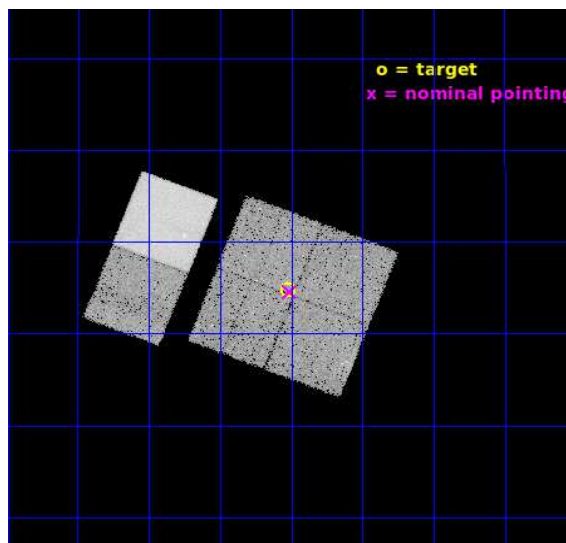 o = target
x = nominal pointing